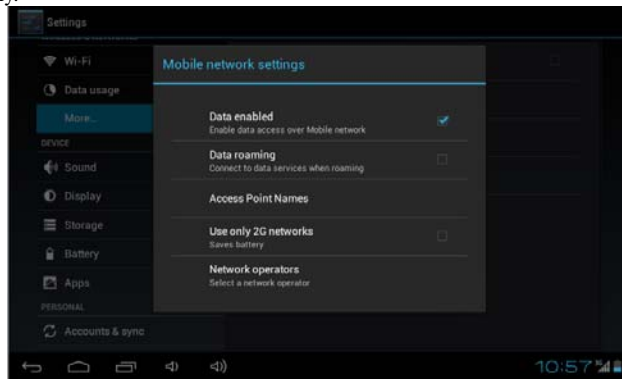 Settings
Wi-Fi
Data usage
More...
DEVICE
Sound
Display
Storage
Battery
Apps
PERSONAL
Accounts & sync
Mobile network settings
Data enabled
Enable data access over Mobile network
Data roaming
Connect to data services when roaming
Access Point Names
Use only 2G networks
Saves battery
Network operators
Select a network operator
10:57